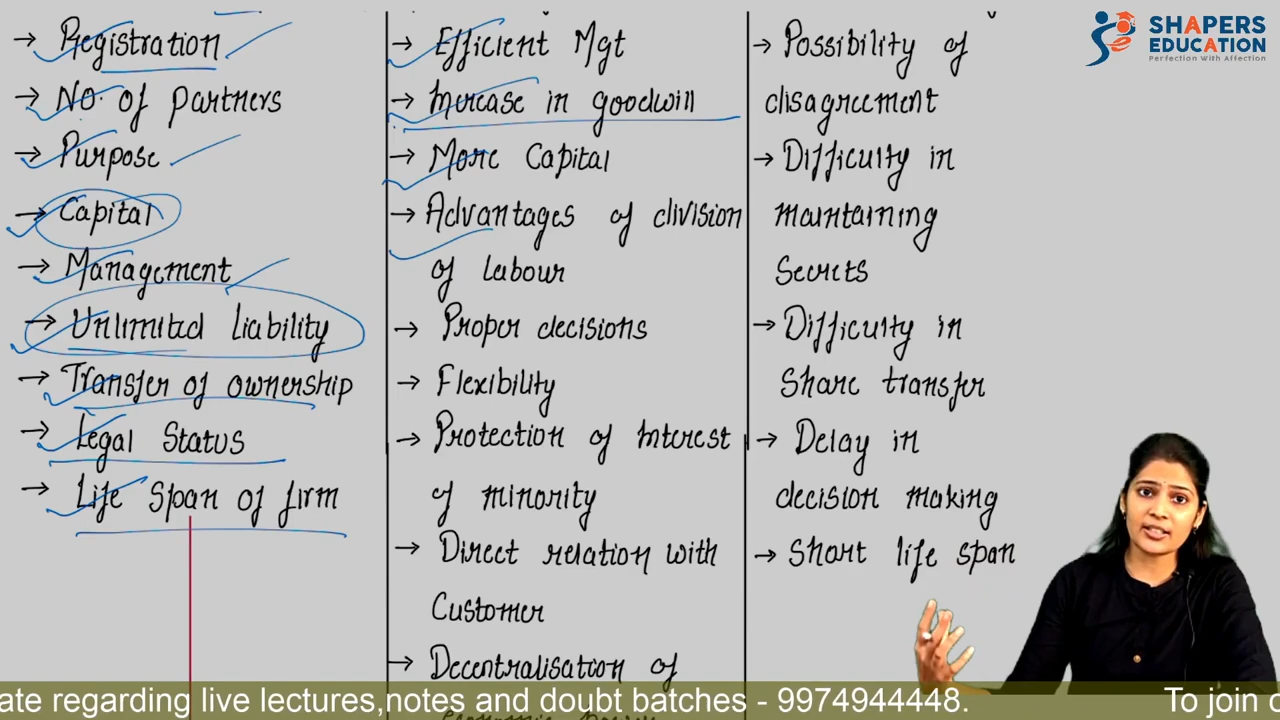 → Registration
→ No. of partners
→ Purpose
→ Capital
→ Management
→ Unlimited Liability
→ Transfer of ownership
→ Legal Status
→ Life Span of firm
→ Efficient Mgt
→ Increase in goodwill
→ More Capital
→ Advantages of division
of labour
→ Proper decisions
→ Flexibility
→ Protection of Interest
of minority
→ Direct relation with
Customer
→ Decentralisation of
→ Possibility of
disagreement
→ Difficulty in
maintaining
Secrets
→ Difficulty in
Share transfer
→ Delay in
decision making
→ Short life span
SHAPERS
EDUCATION
Perfection With Affection
ate regarding live lectures,notes and doubt batches - 9974944448. To join o